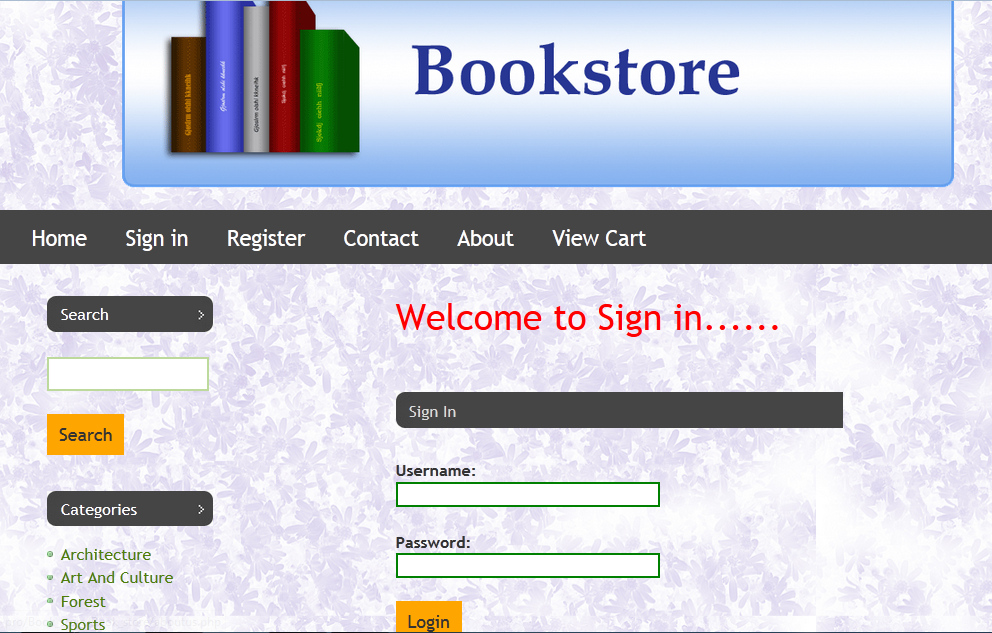 Bookstore
Home Sign in Register Contact About View Cart
Search
Welcome to Sign in......
Sign In
Search
Username:
Categories
Password:
Architecture
Art And Culture
Forest
Sports
Login